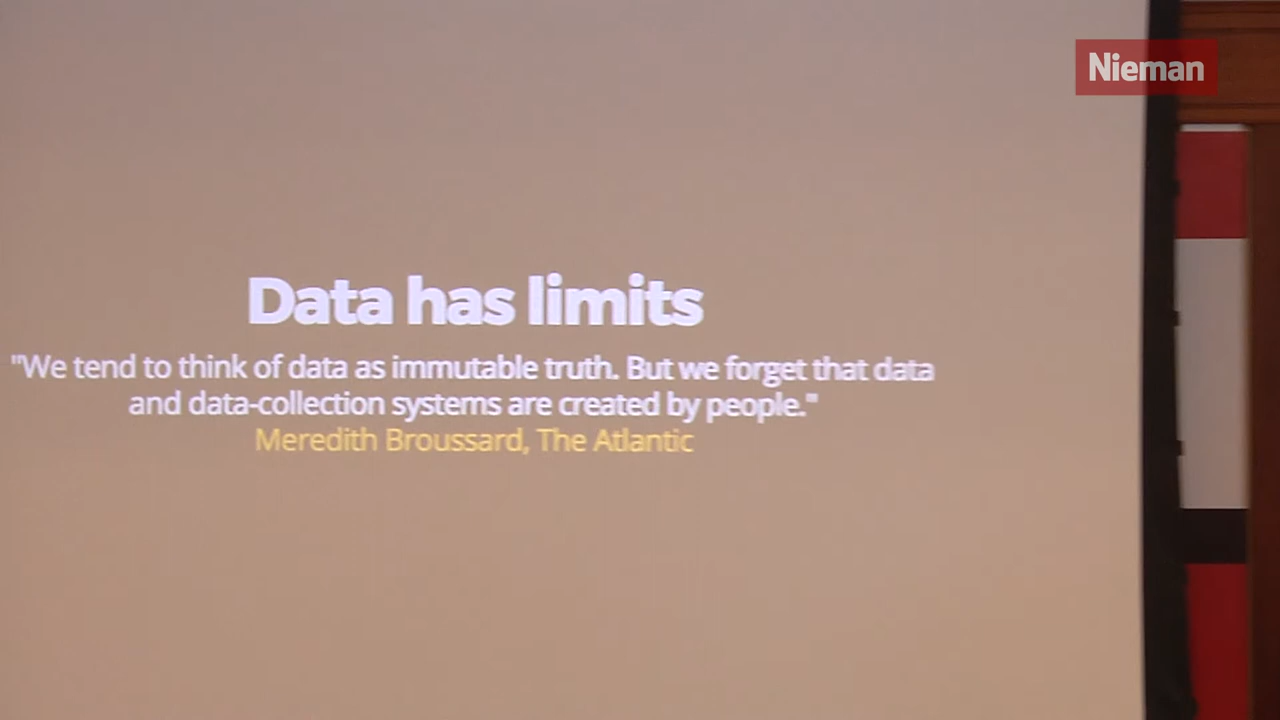 Nieman
Data has limits
"We tend to think of data as immutable truth. But we forget that data
and data-collection systems are created by people."
Meredith Broussard, The Atlantic